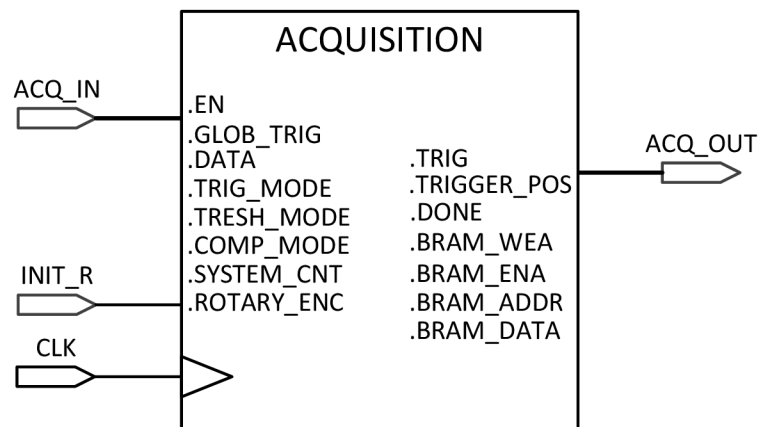 ACQUISITION
ACQ_IN
.EN
.GLOB_TRIG
.DATA
.TRIG_MODE
.TRESH_MODE
.COMP_MODE
.SYSTEM_CNT
.ROTARY_ENC
INIT_R
CLK
.TRIG
.TRIGGER_POS
.DONE
.BRAM_WEA
.BRAM_ENA
.BRAM_ADDR
.BRAM_DATA
ACQ_OUT